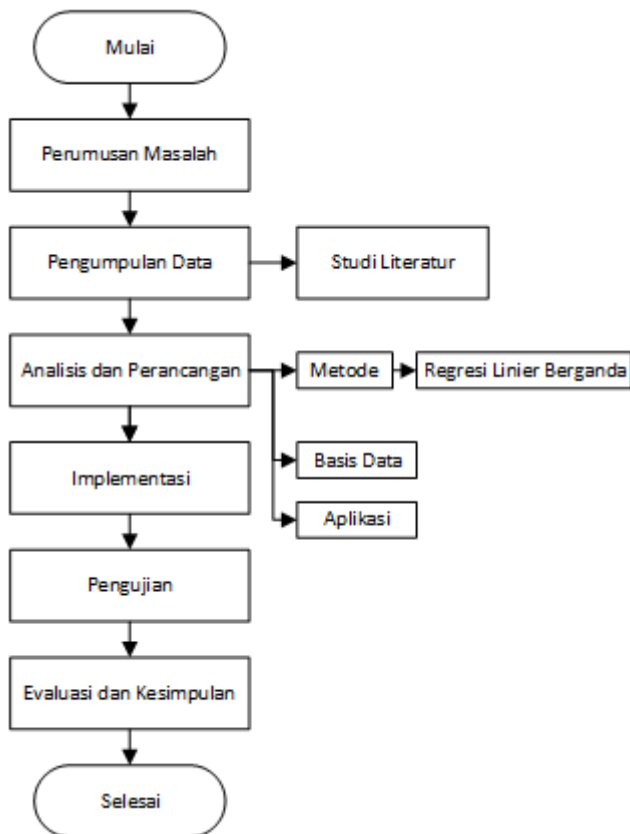 Mulai
Perumusan Masalah
Pengumpulan Data
Studi Literatur
Analisis dan Perancangan
Metode
Regresi Linier Berganda
Basis Data
Implementasi
Aplikasi
Pengujian
Evaluasi dan Kesimpulan
Selesai